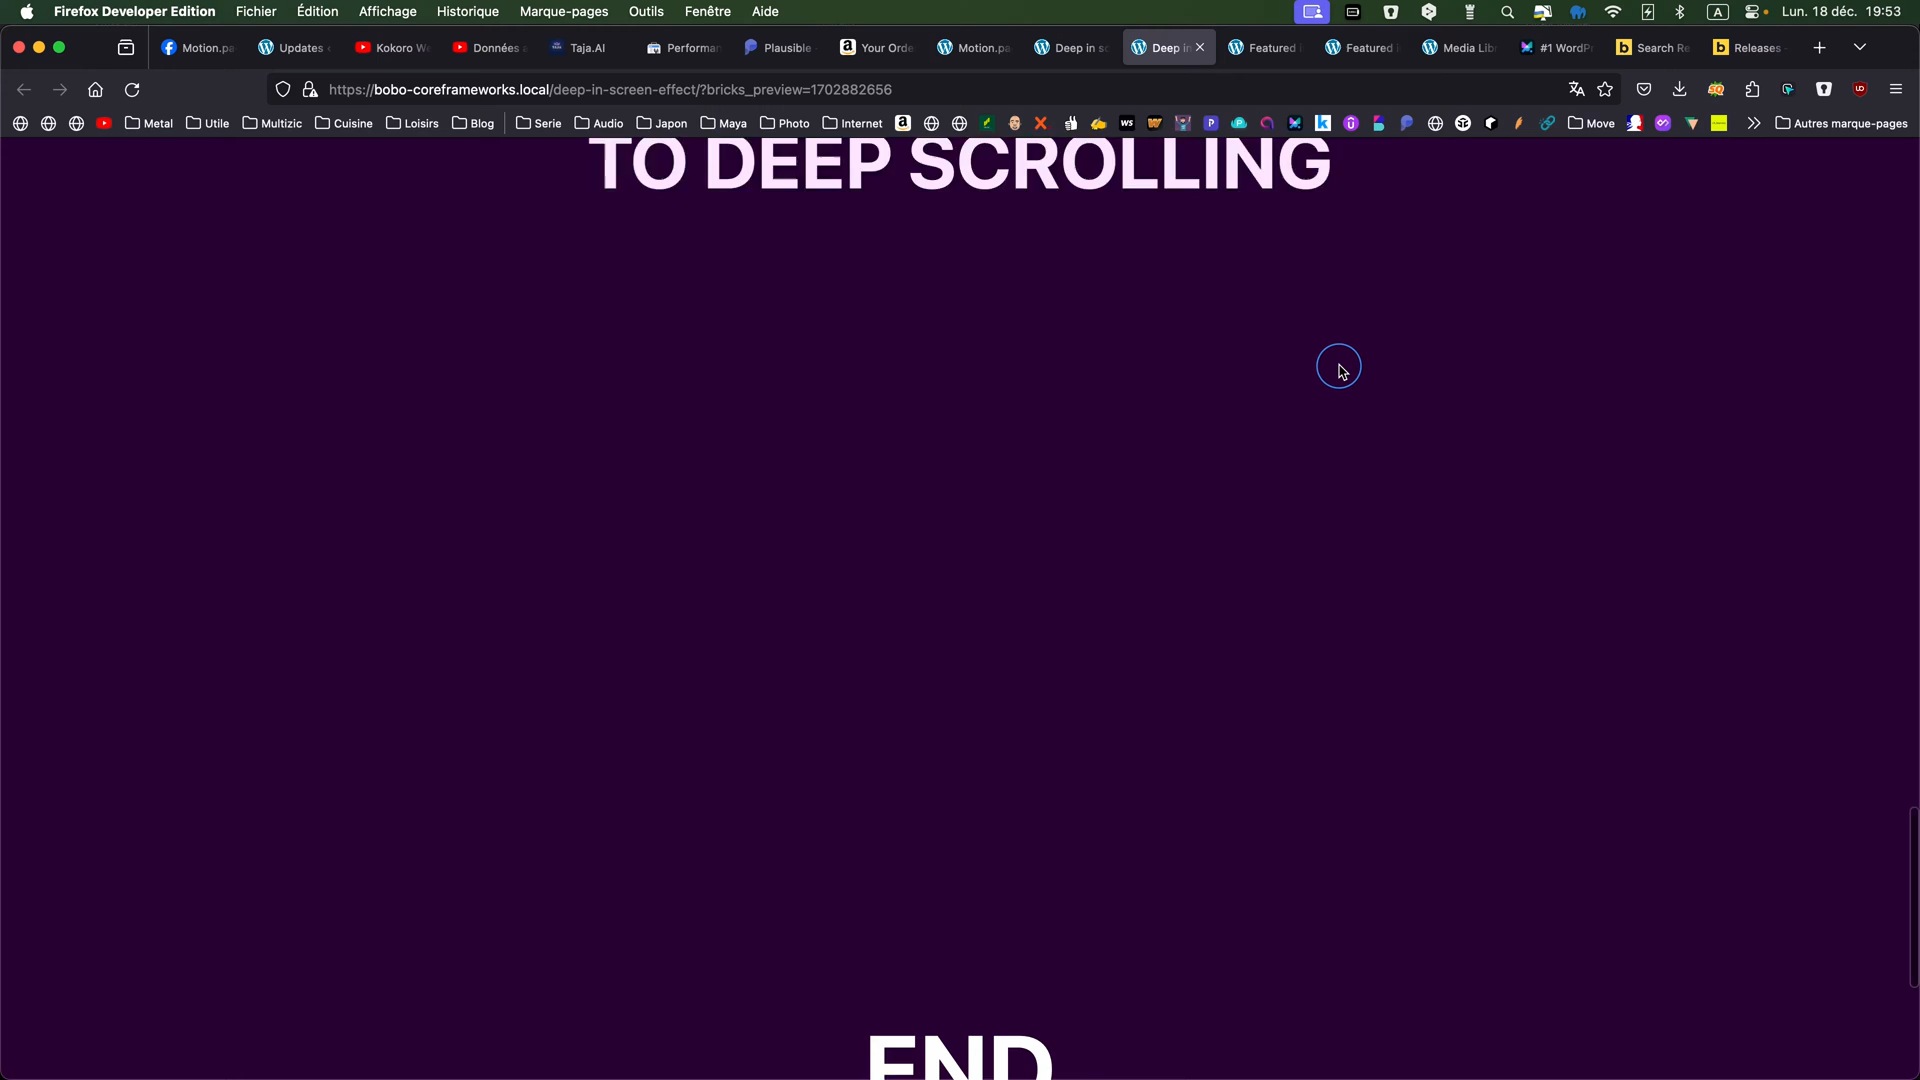 Firefox Developer Edition Fichier Édition Affichage Historique Marque-pages Outils Fenêtre Aide A Lun. 18 déc. 19:53
Motion.pa Updates Kokoro We Données a Taja.AI Performan Plausible Your Orde Motion.pa Deep in sc Deep in Featured i Featured i Media Lib #1 WordPr Search Re Releases
https://bobo-coreframeworks.local/deep-in-screen-effect/?bricks_preview=1702882656
Metal Utile Multizic Cuisine Loisirs Blog Serie Audio Japon Maya Photo Internet Move Autres marque-pages
TO DEEP SCROLLING
END